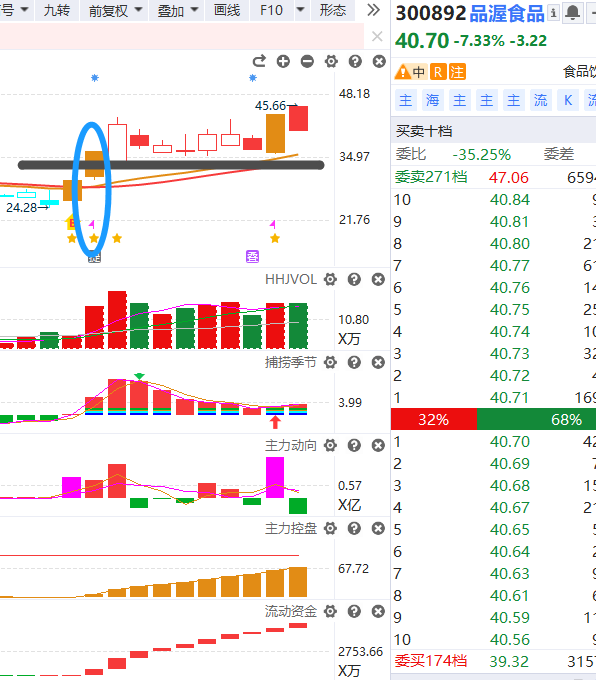 号 九转 前复权 叠加 画线 F10 形态
48.18
45.66
34.97
24.28
21.76
HHJVOL
10.80
X万
捕捞季节
3.99
主力动向
0.57
X亿
主力控盘
67.72
流动资金
2753.66
X万
300892 品渥食品
40.70 -7.33% -3.22
中 R 注 食品饮
主 海 主 主 主 流 K 流
买卖十档
委比 -35.25% 委差
委卖271档 47.06 6594
10 40.84 9
9 40.81 3
8 40.80 21
7 40.77 61
6 40.76 14
5 40.75 25
4 40.74 10
3 40.73 32
2 40.72 4
1 40.71 169
32% 68%
1 40.70 42
2 40.69 7
3 40.68 15
4 40.67 21
5 40.65 5
6 40.64 2
7 40.63 9
8 40.61 6
9 40.59 11
10 40.56 9
委买174档 39.32 3157